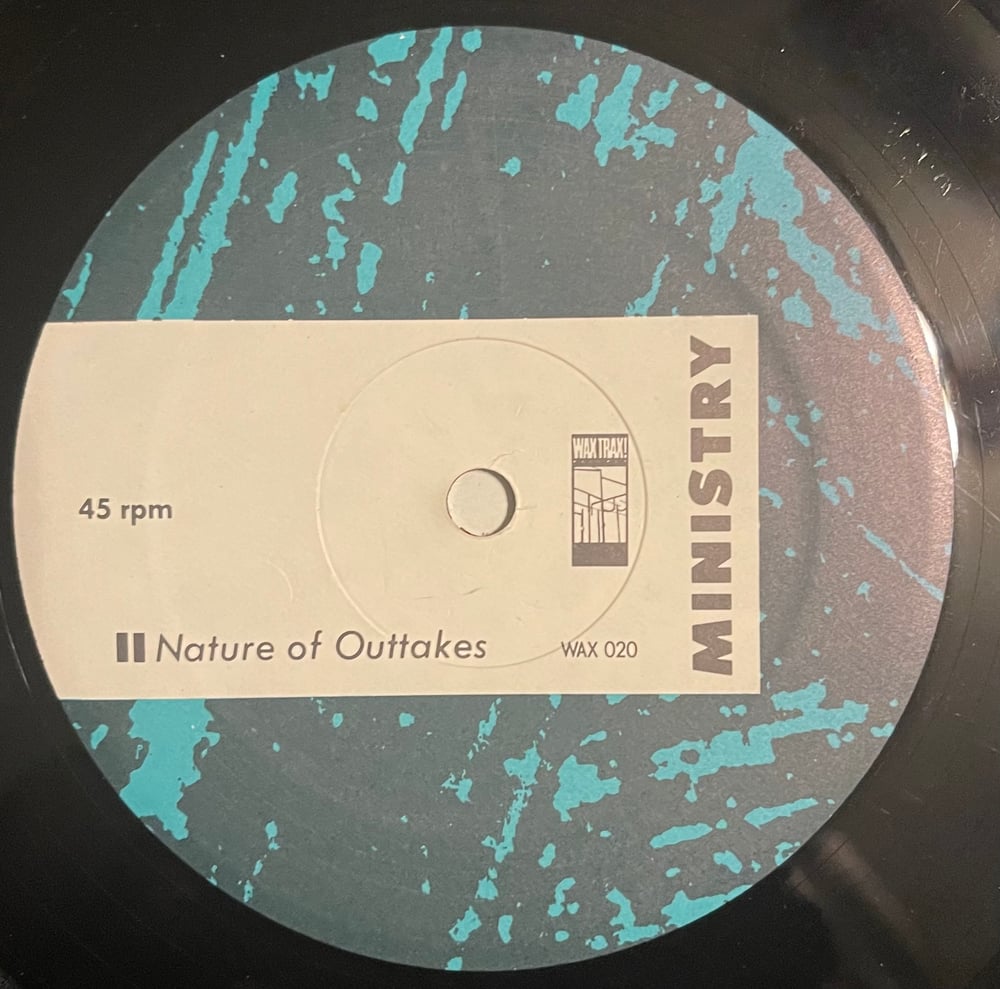 WAX TRAX!
MINISTRY
45 rpm
II Nature of Outtakes
WAX 020